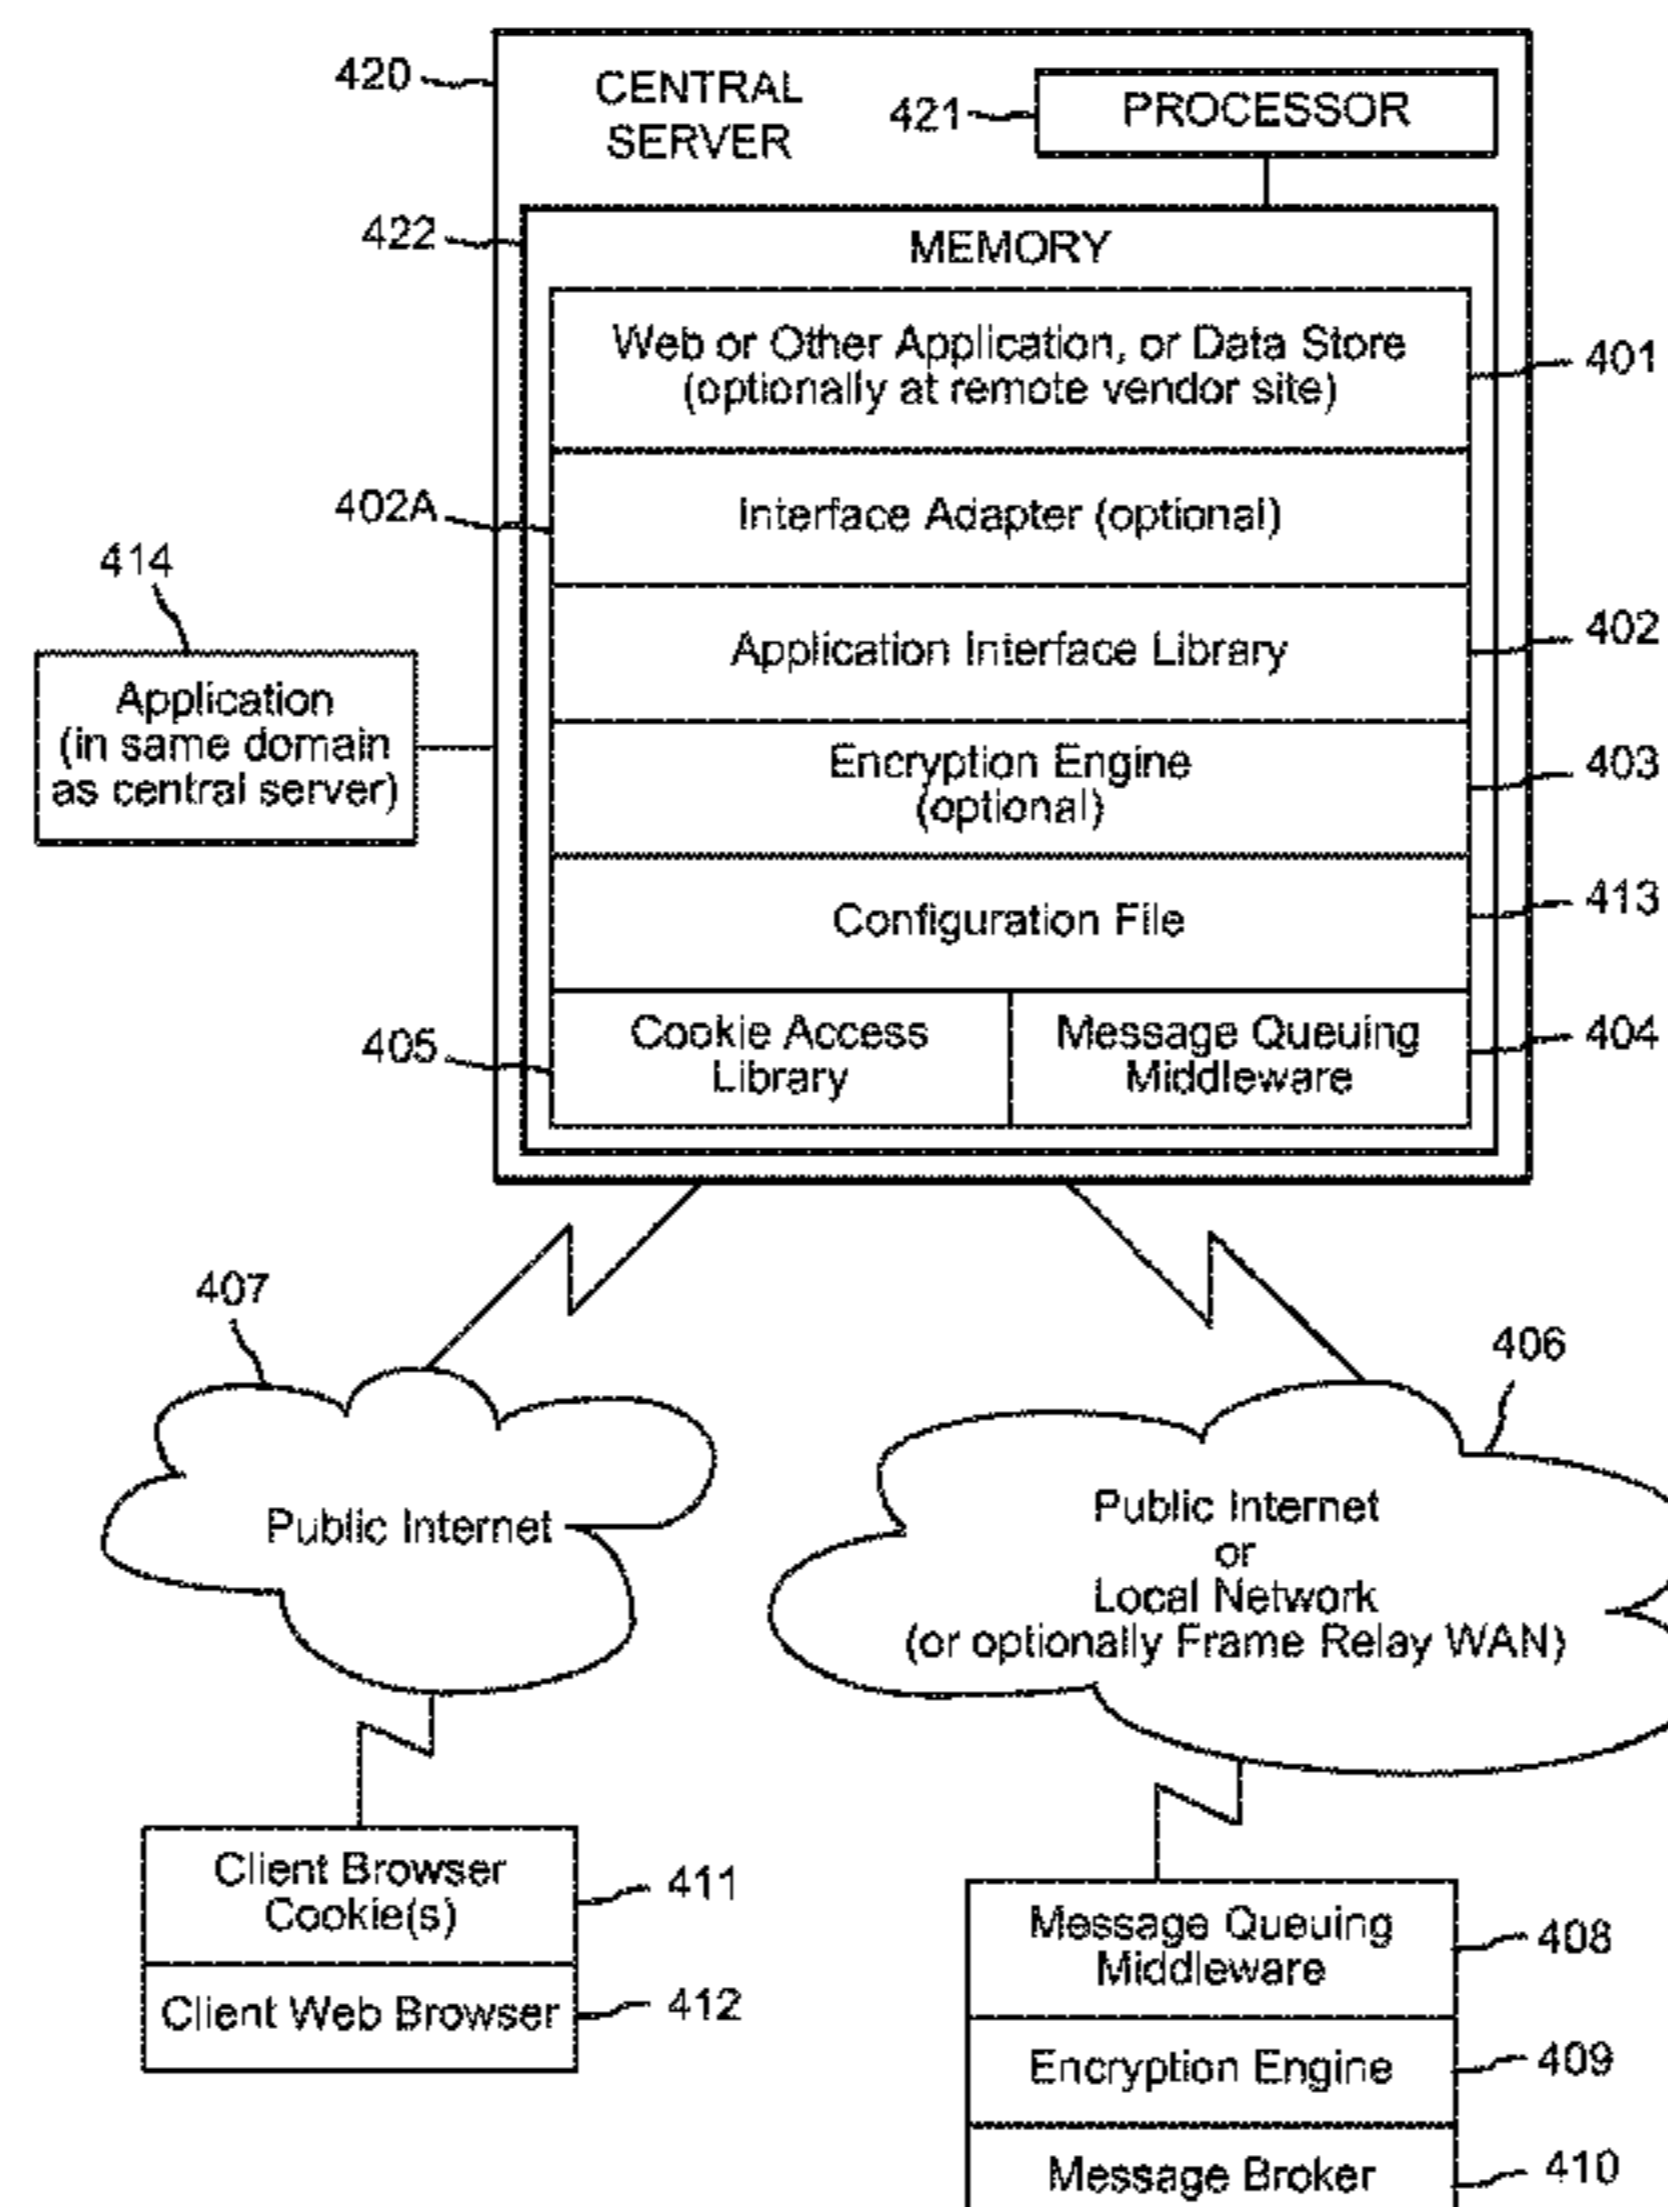 420
CENTRAL
SERVER
421
PROCESSOR
422
MEMORY
Web or Other Application, or Data Store
(optionally at remote vendor site)
401
402A
Interface Adapter (optional)
414
Application Interface Library
402
Application
(in same domain
as central server)
Encryption Engine
(optional)
403
Configuration File
413
405
Cookie Access
Library
Message Queuing
Middleware
404
407
406
Public Internet
Public Internet
or
Local Network
(or optionally Frame Relay WAN)
Client Browser
Cookie(s)
411
Client Web Browser
412
Message Queuing
Middleware
408
Encryption Engine
409
Message Broker
410